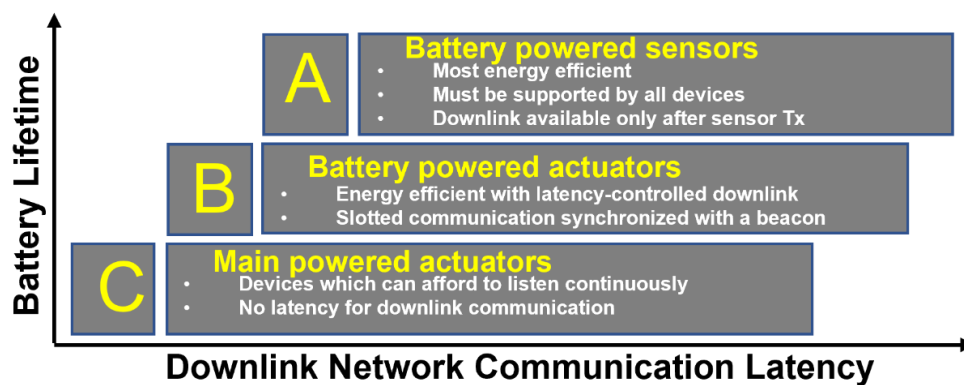 Battery Lifetime
A
Battery powered sensors
• Most energy efficient
• Must be supported by all devices
• Downlink available only after sensor Tx
B
Battery powered actuators
• Energy efficient with latency-controlled downlink
• Slotted communication synchronized with a beacon
C
Main powered actuators
• Devices which can afford to listen continuously
• No latency for downlink communication
Downlink Network Communication Latency